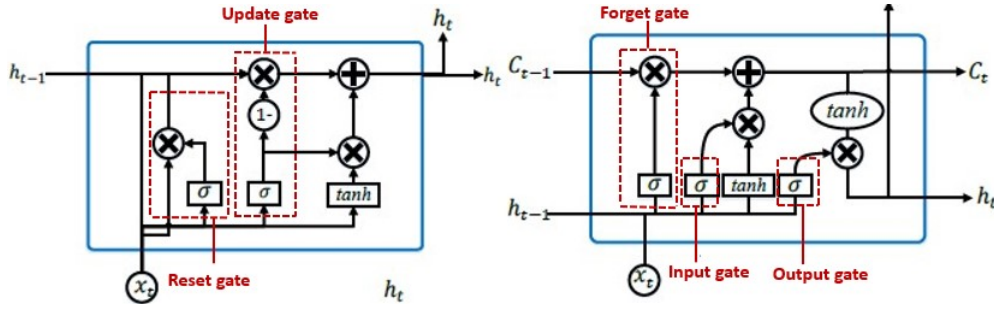 Update gate
h_t
h_{t-1}
h_t
1-
σ
σ
tanh
Reset gate
x_t
h_t
Forget gate
C_{t-1}
C_t
tanh
σ
σ
tanh
σ
h_{t-1}
h_t
Input gate
Output gate
x_t